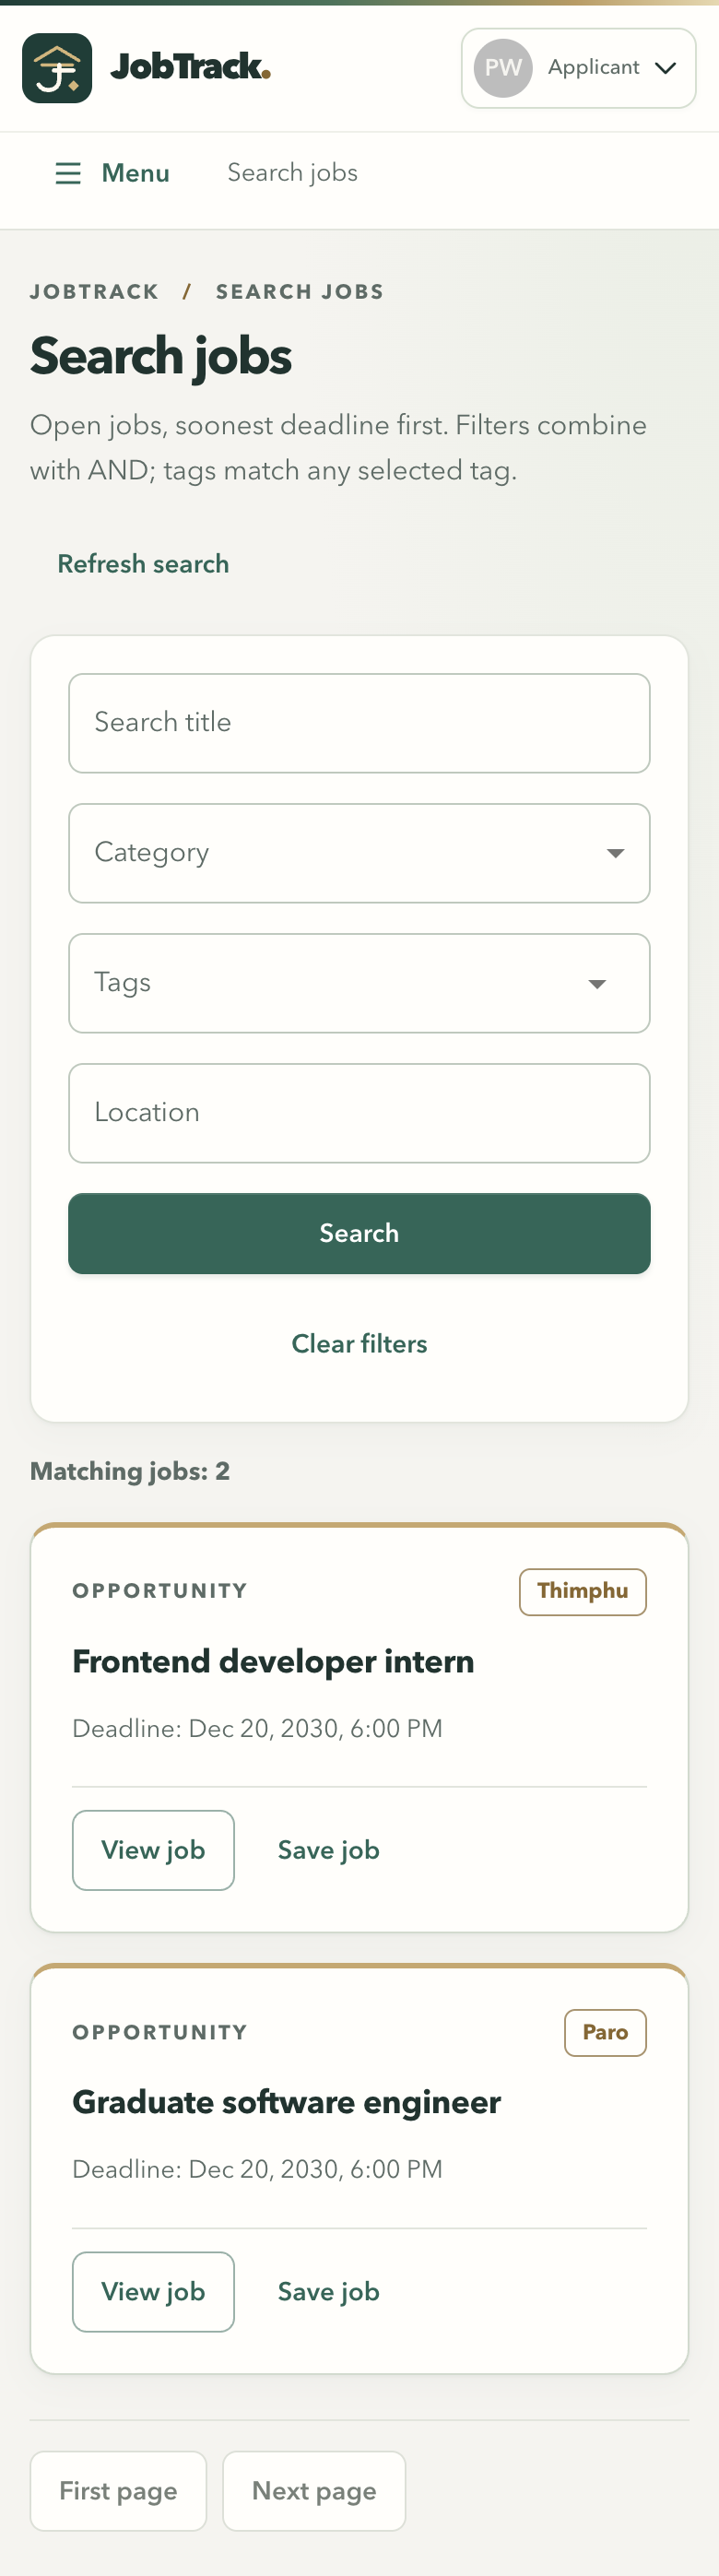 JobTrack.
PW Applicant
Menu Search jobs
JOBTRACK / SEARCH JOBS
Search jobs
Open jobs, soonest deadline first. Filters combine
with AND; tags match any selected tag.
Refresh search
Search title
Category
Tags
Location
Search
Clear filters
Matching jobs: 2
OPPORTUNITY Thimphu
Frontend developer intern
Deadline: Dec 20, 2030, 6:00 PM
View job Save job
OPPORTUNITY Paro
Graduate software engineer
Deadline: Dec 20, 2030, 6:00 PM
View job Save job
First page Next page